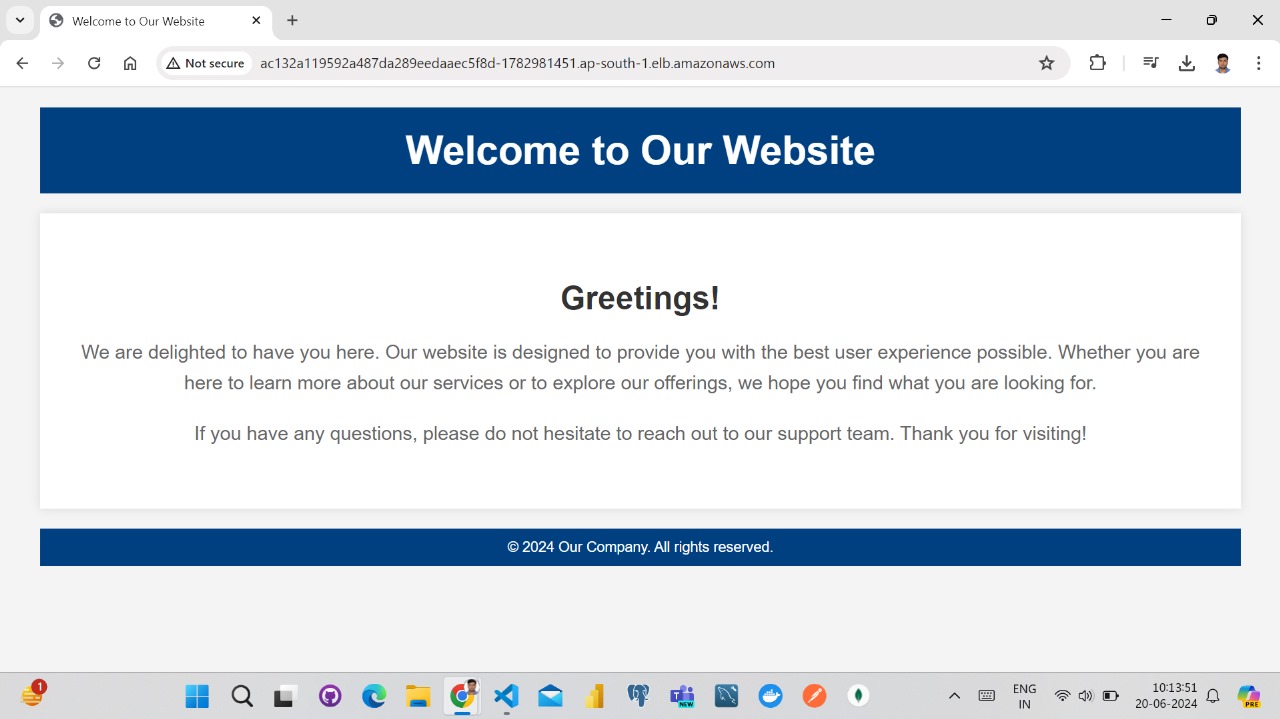 Welcome to Our Website
Not secure
ac132a119592a487da289eedaaec5f8d-1782981451.ap-south-1.elb.amazonaws.com
Welcome to Our Website
Greetings!
We are delighted to have you here. Our website is designed to provide you with the best user experience possible. Whether you are
here to learn more about our services or to explore our offerings, we hope you find what you are looking for.
If you have any questions, please do not hesitate to reach out to our support team. Thank you for visiting!
© 2024 Our Company. All rights reserved.
1
NEW
ENG
IN
10:13:51
20-06-2024
PRE